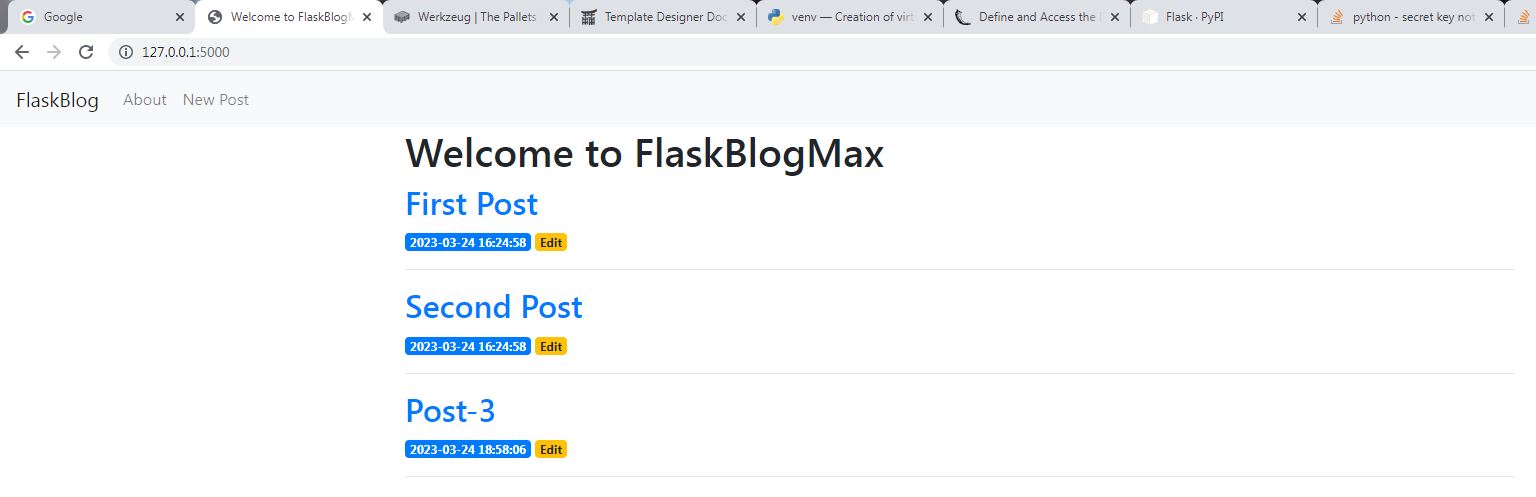 Google
Welcome to FlaskBlogM
Werkzeug | The Pallets
Template Designer Doc
venv — Creation of virt
Define and Access the
Flask · PyPI
python - secret key not
127.0.0.1:5000
FlaskBlog About New Post
Welcome to FlaskBlogMax
First Post
2023-03-24 16:24:58 Edit
Second Post
2023-03-24 16:24:58 Edit
Post-3
2023-03-24 18:58:06 Edit